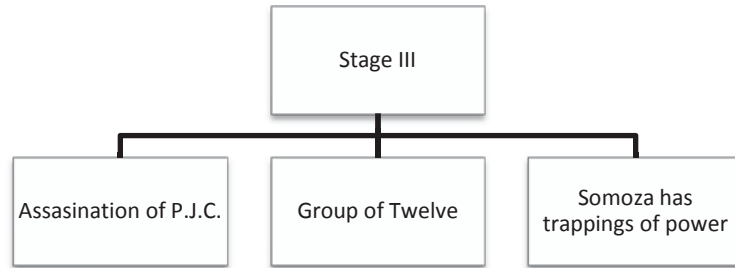 Stage III
Assasination of P.J.C.
Group of Twelve
Somoza has
trappings of power